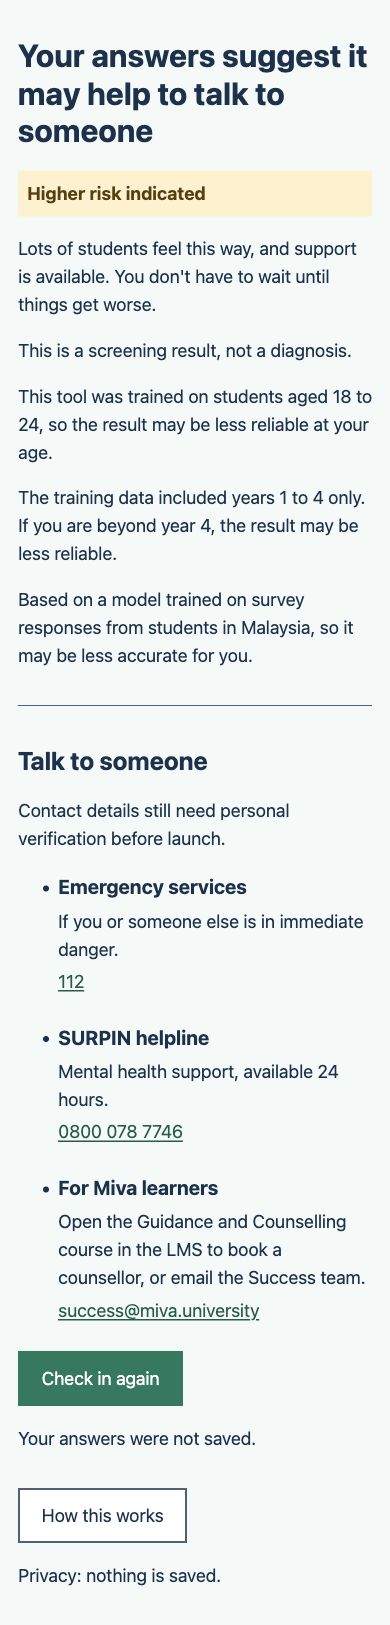 Your answers suggest it
may help to talk to
someone
Higher risk indicated
Lots of students feel this way, and support
is available. You don't have to wait until
things get worse.
This is a screening result, not a diagnosis.
This tool was trained on students aged 18 to
24, so the result may be less reliable at your
age.
The training data included years 1 to 4 only.
If you are beyond year 4, the result may be
less reliable.
Based on a model trained on survey
responses from students in Malaysia, so it
may be less accurate for you.
Talk to someone
Contact details still need personal
verification before launch.
• Emergency services
If you or someone else is in immediate
danger.
112
• SURPIN helpline
Mental health support, available 24
hours.
0800 078 7746
• For Miva learners
Open the Guidance and Counselling
course in the LMS to book a
counsellor, or email the Success team.
success@miva.university
Check in again
Your answers were not saved.
How this works
Privacy: nothing is saved.